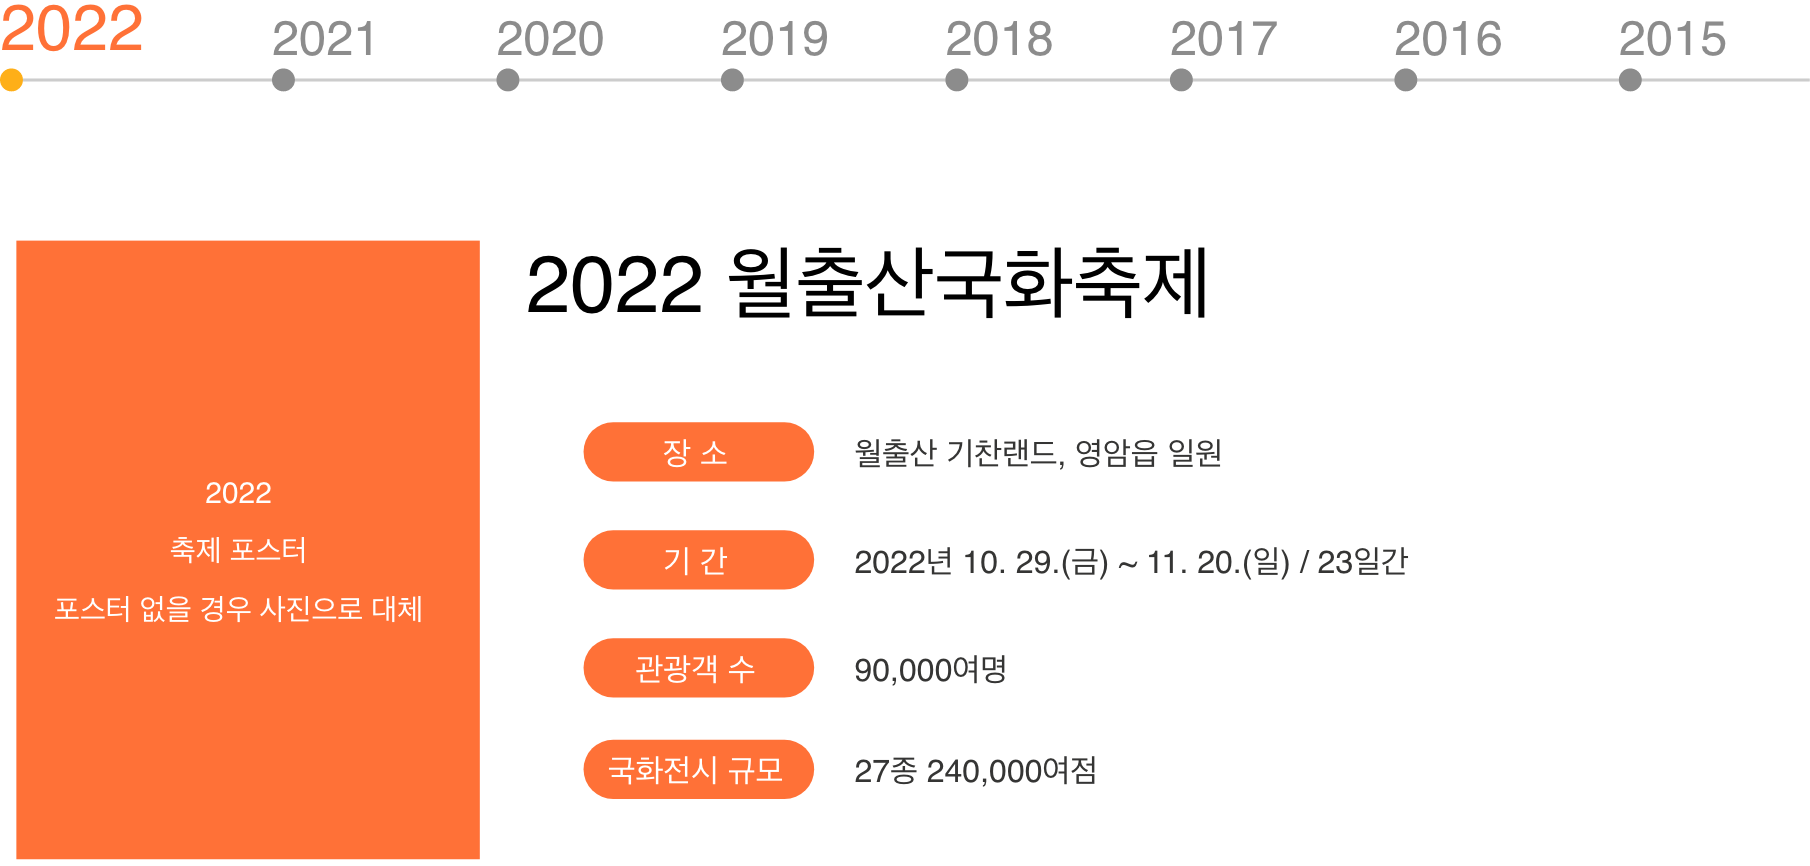 2022 2021 2020 2019 2018 2017 2016 2015
2022
축제 포스터
포스터 없을 경우 사진으로 대체
2022 월출산국화축제
장 소 월출산 기찬랜드, 영암읍 일원
기 간 2022년 10. 29.(금) ~ 11. 20.(일) / 23일간
관광객 수 90,000여명
국화전시 규모 27종 240,000여점